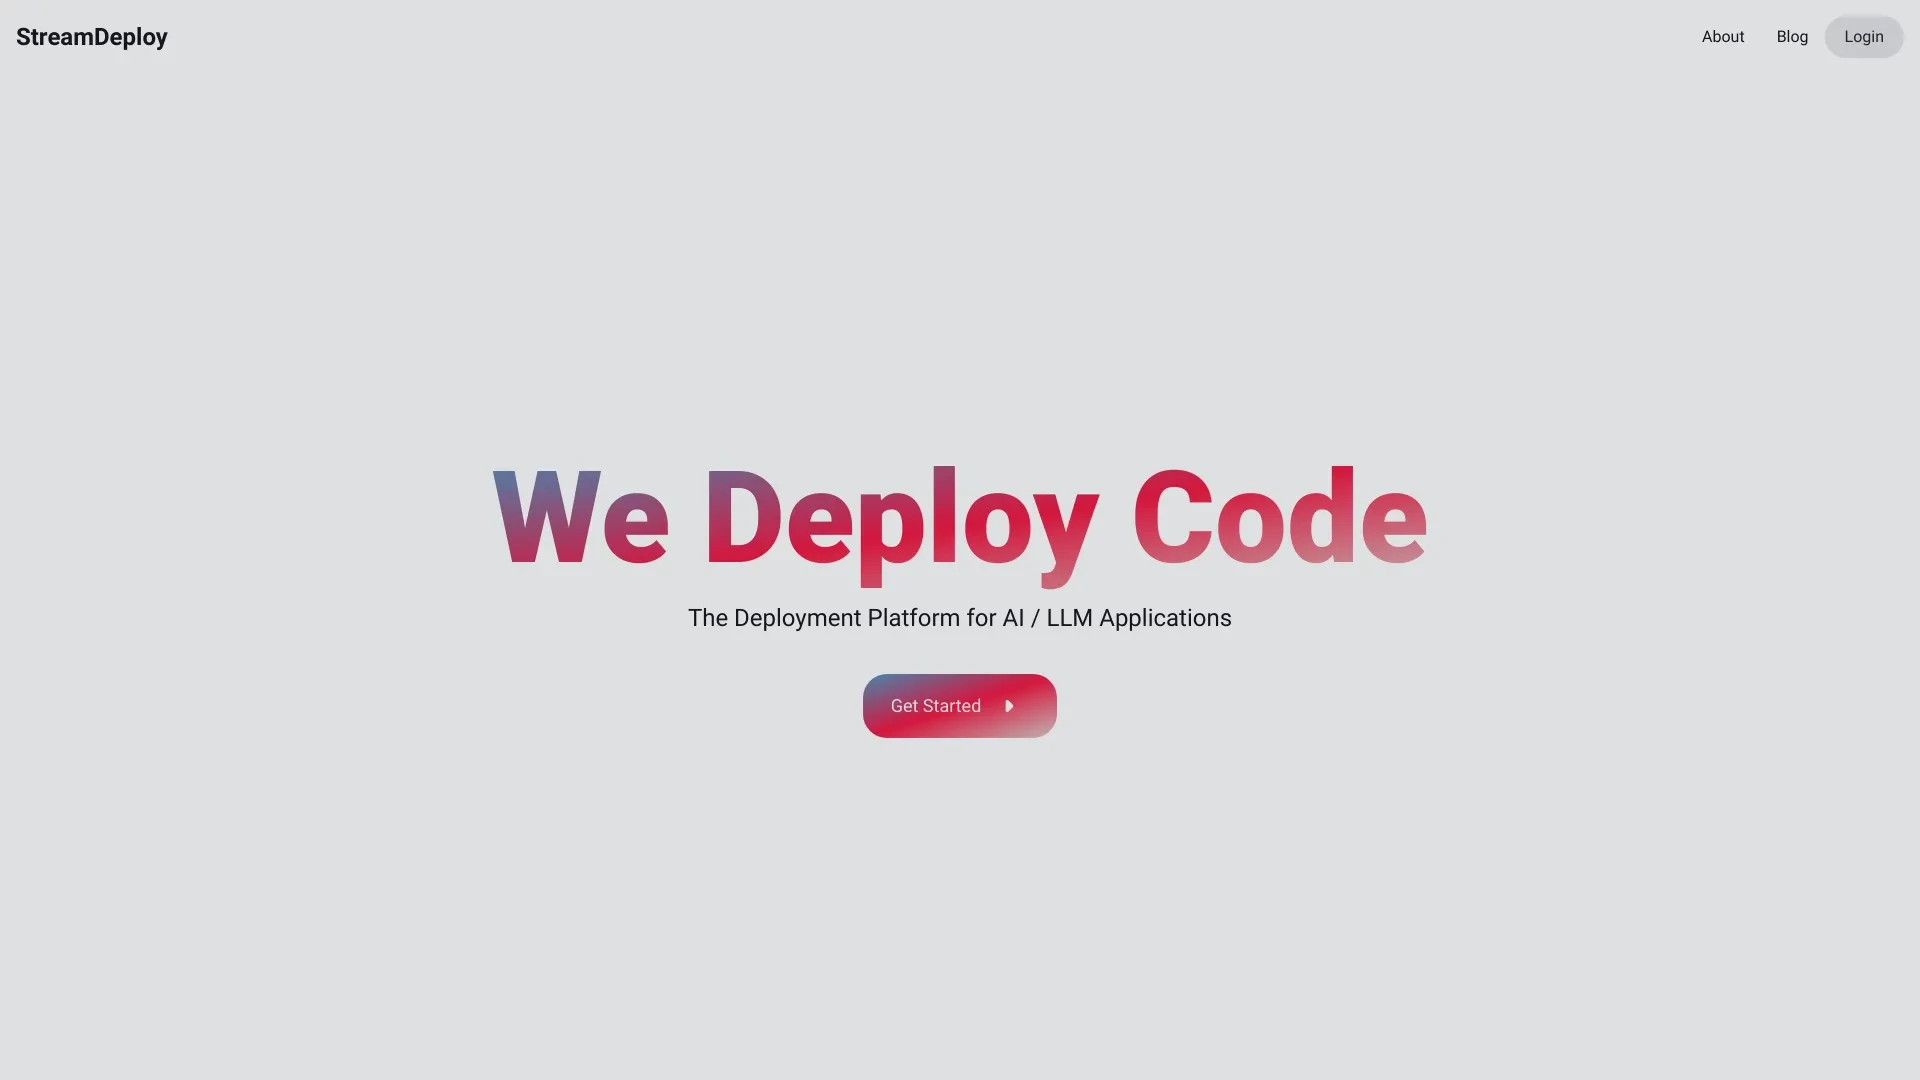 StreamDeploy
About
Blog
Login
We Deploy Code
The Deployment Platform for AI / LLM Applications
Get Started